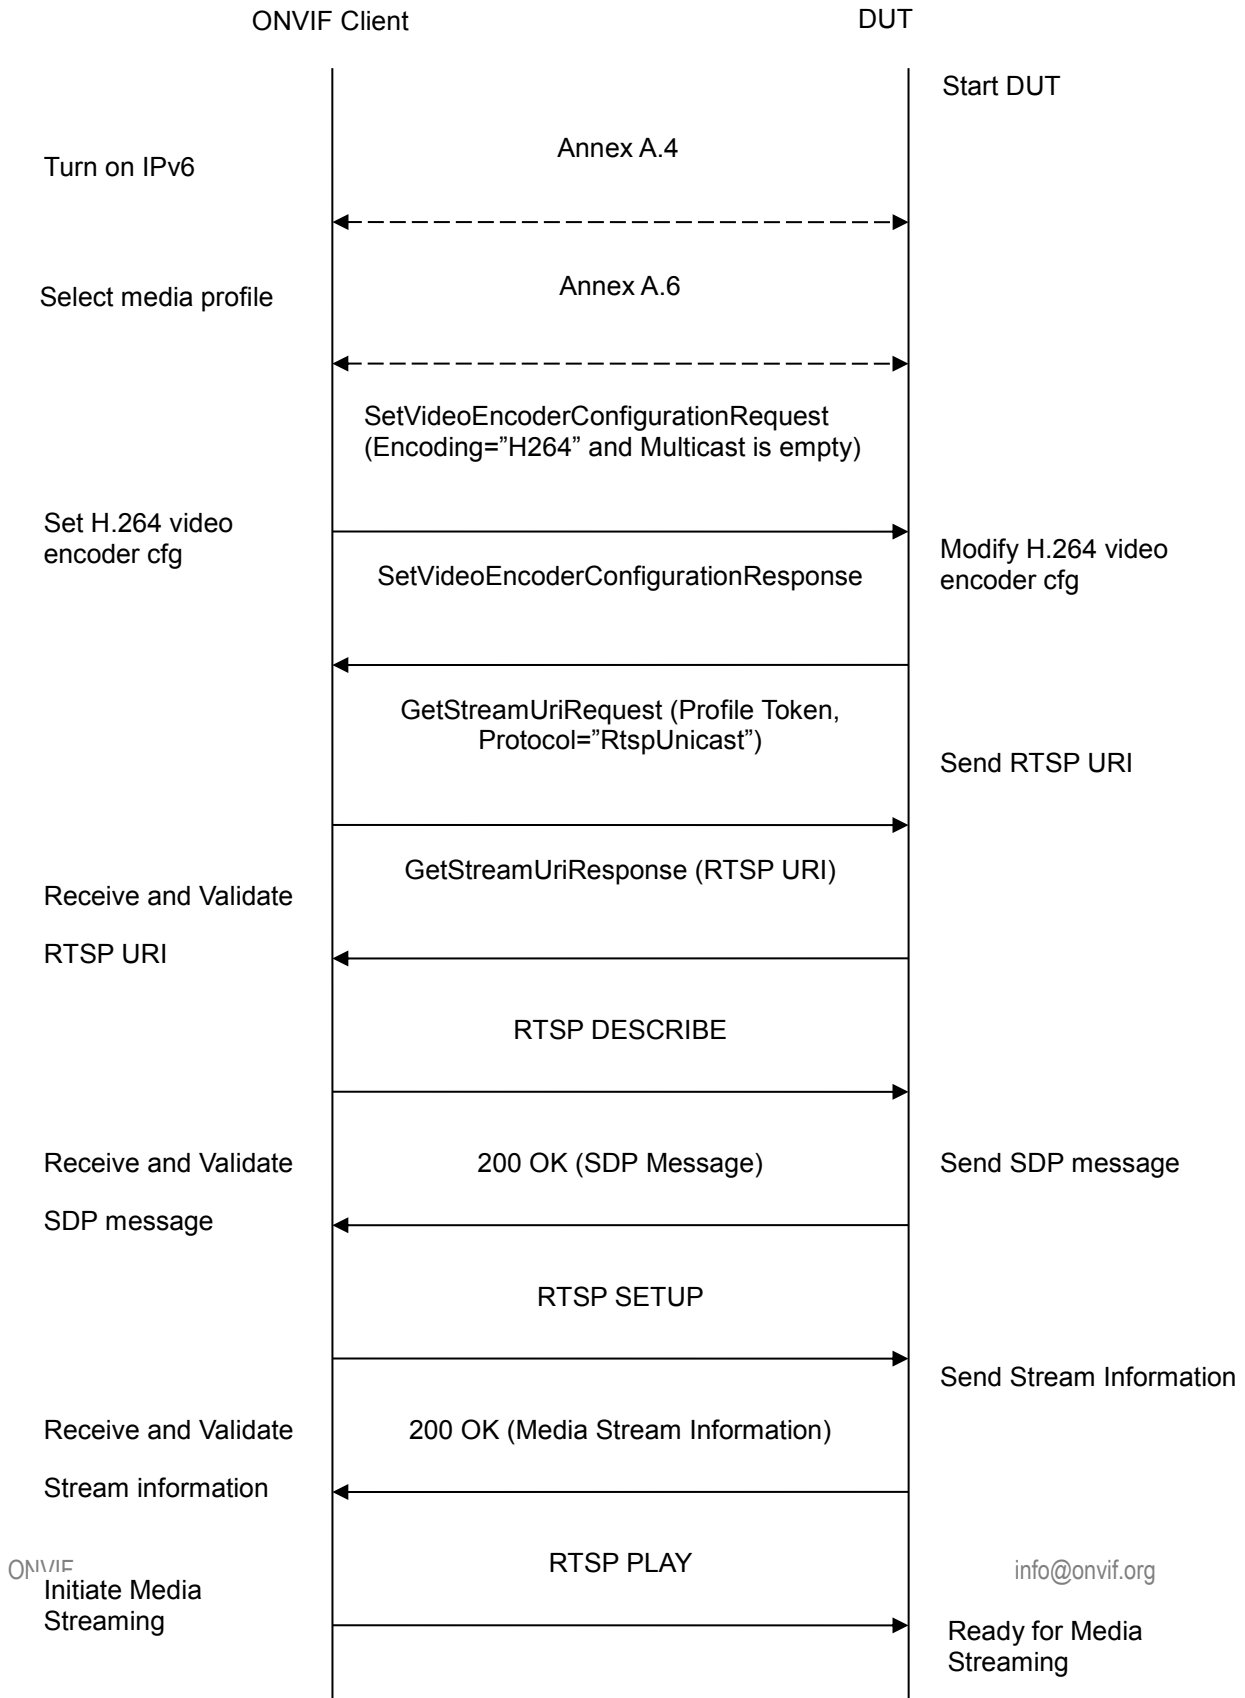 ONVIF Client
DUT
Start DUT
Annex A.4
Turn on IPv6
Annex A.6
Select media profile
SetVideoEncoderConfigurationRequest
(Encoding=”H264” and Multicast is empty)
Set H.264 video
encoder cfg
Modify H.264 video
encoder cfg
SetVideoEncoderConfigurationResponse
GetStreamUriRequest (Profile Token,
Protocol=”RtspUnicast”)
Send RTSP URI
GetStreamUriResponse (RTSP URI)
Receive and Validate
RTSP URI
RTSP DESCRIBE
Receive and Validate
200 OK (SDP Message)
Send SDP message
SDP message
RTSP SETUP
Send Stream Information
Receive and Validate
200 OK (Media Stream Information)
Stream information
RTSP PLAY
ONVIF
info@onvif.org
Initiate Media
Streaming
Ready for Media
Streaming